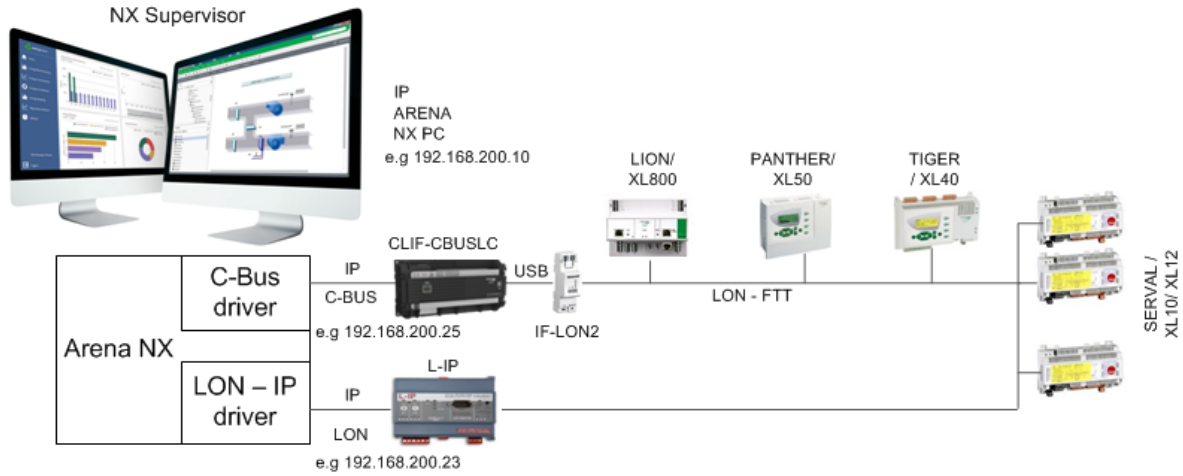 NX Supervisor
IP
ARENA
NX PC
e.g 192.168.200.10
LION/
XL800
PANTHER/
XL50
TIGER
/ XL40
CLIF-CBUSLC
IP
C-BUS
e.g 192.168.200.25
USB
IF-LON2
LON - FTT
SERVAL /
XL10/ XL12
Arena NX
C-Bus
driver
LON – IP
driver
L-IP
IP
LON
e.g 192.168.200.23
L-IP